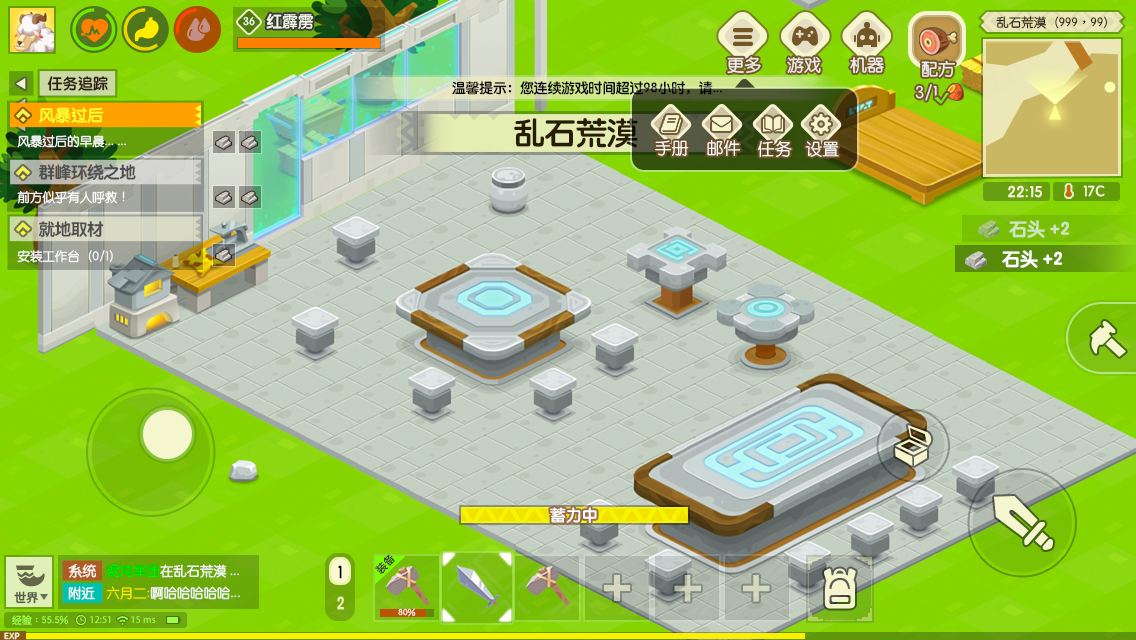 36 红霹雳
更多
游戏
机器
配方
3/1
乱石荒漠（999，99）
任务追踪
温馨提示：您连续游戏时间超过98小时，请...
风暴过后
风暴过后的早晨... ...
群峰环绕之地
前方似乎有人呼救！
就地取材
安装工作台（0/1）
乱石荒漠
手册
邮件
任务
设置
22:15
17C
石头 +2
石头 +2
蓄力中
世界
系统
在乱石荒漠 ...
附近 六月二:啊哈哈哈哈哈...
经验：55.5% 12:51 15 ms
EXP
1
2
装备
80%